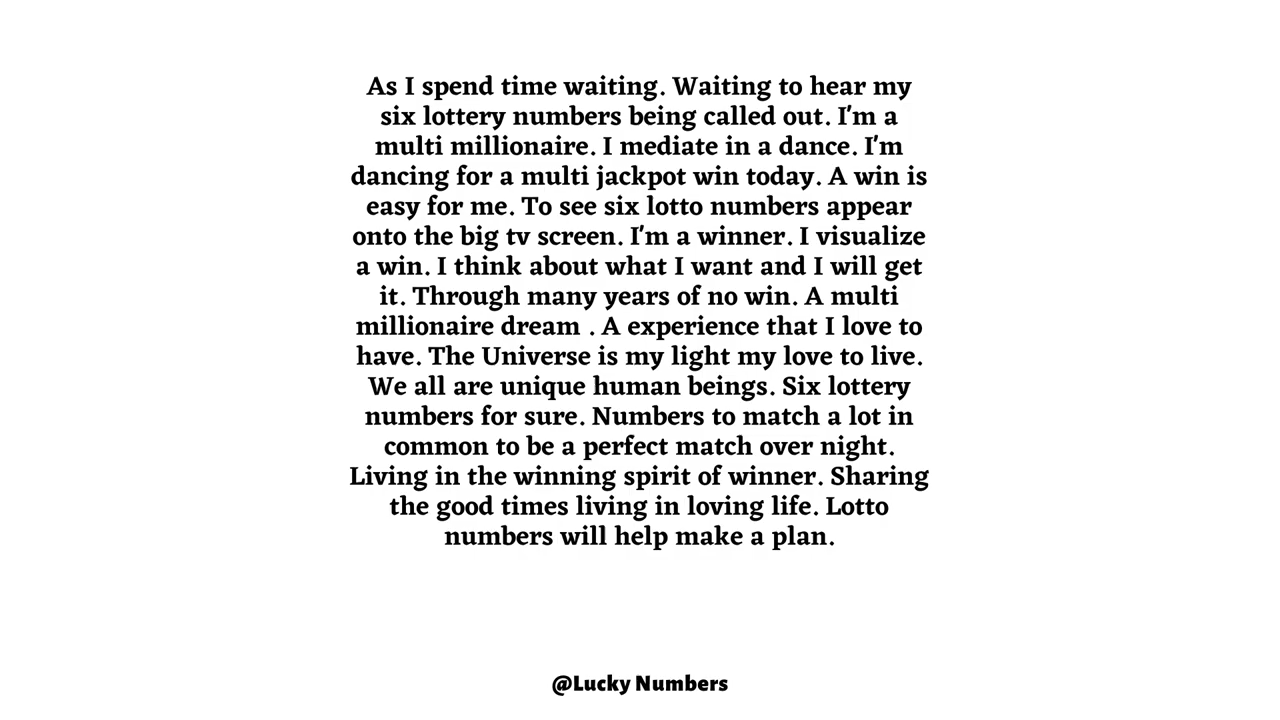 As I spend time waiting. Waiting to hear my
six lottery numbers being called out. I'm a
multi millionaire. I mediate in a dance. I'm
dancing for a multi jackpot win today. A win is
easy for me. To see six lotto numbers appear
onto the big tv screen. I'm a winner. I visualize
a win. I think about what I want and I will get
it. Through many years of no win. A multi
millionaire dream . A experience that I love to
have. The Universe is my light my love to live.
We all are unique human beings. Six lottery
numbers for sure. Numbers to match a lot in
common to be a perfect match over night.
Living in the winning spirit of winner. Sharing
the good times living in loving life. Lotto
numbers will help make a plan.
@Lucky Numbers